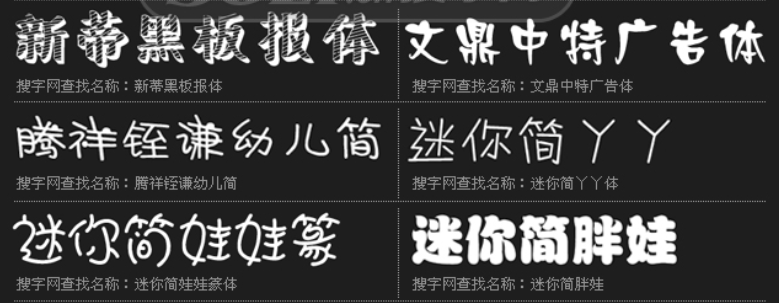 新蒂黑板报体
搜字网查找名称：新蒂黑板报体
文鼎中特广告体
搜字网查找名称：文鼎中特广告体
腾祥铚谦幼儿简
搜字网查找名称：腾祥铚谦幼儿简
迷你简丫丫
搜字网查找名称：迷你简丫丫体
迷你简娃娃篆
搜字网查找名称：迷你简娃娃篆体
迷你简胖娃
搜字网查找名称：迷你简胖娃